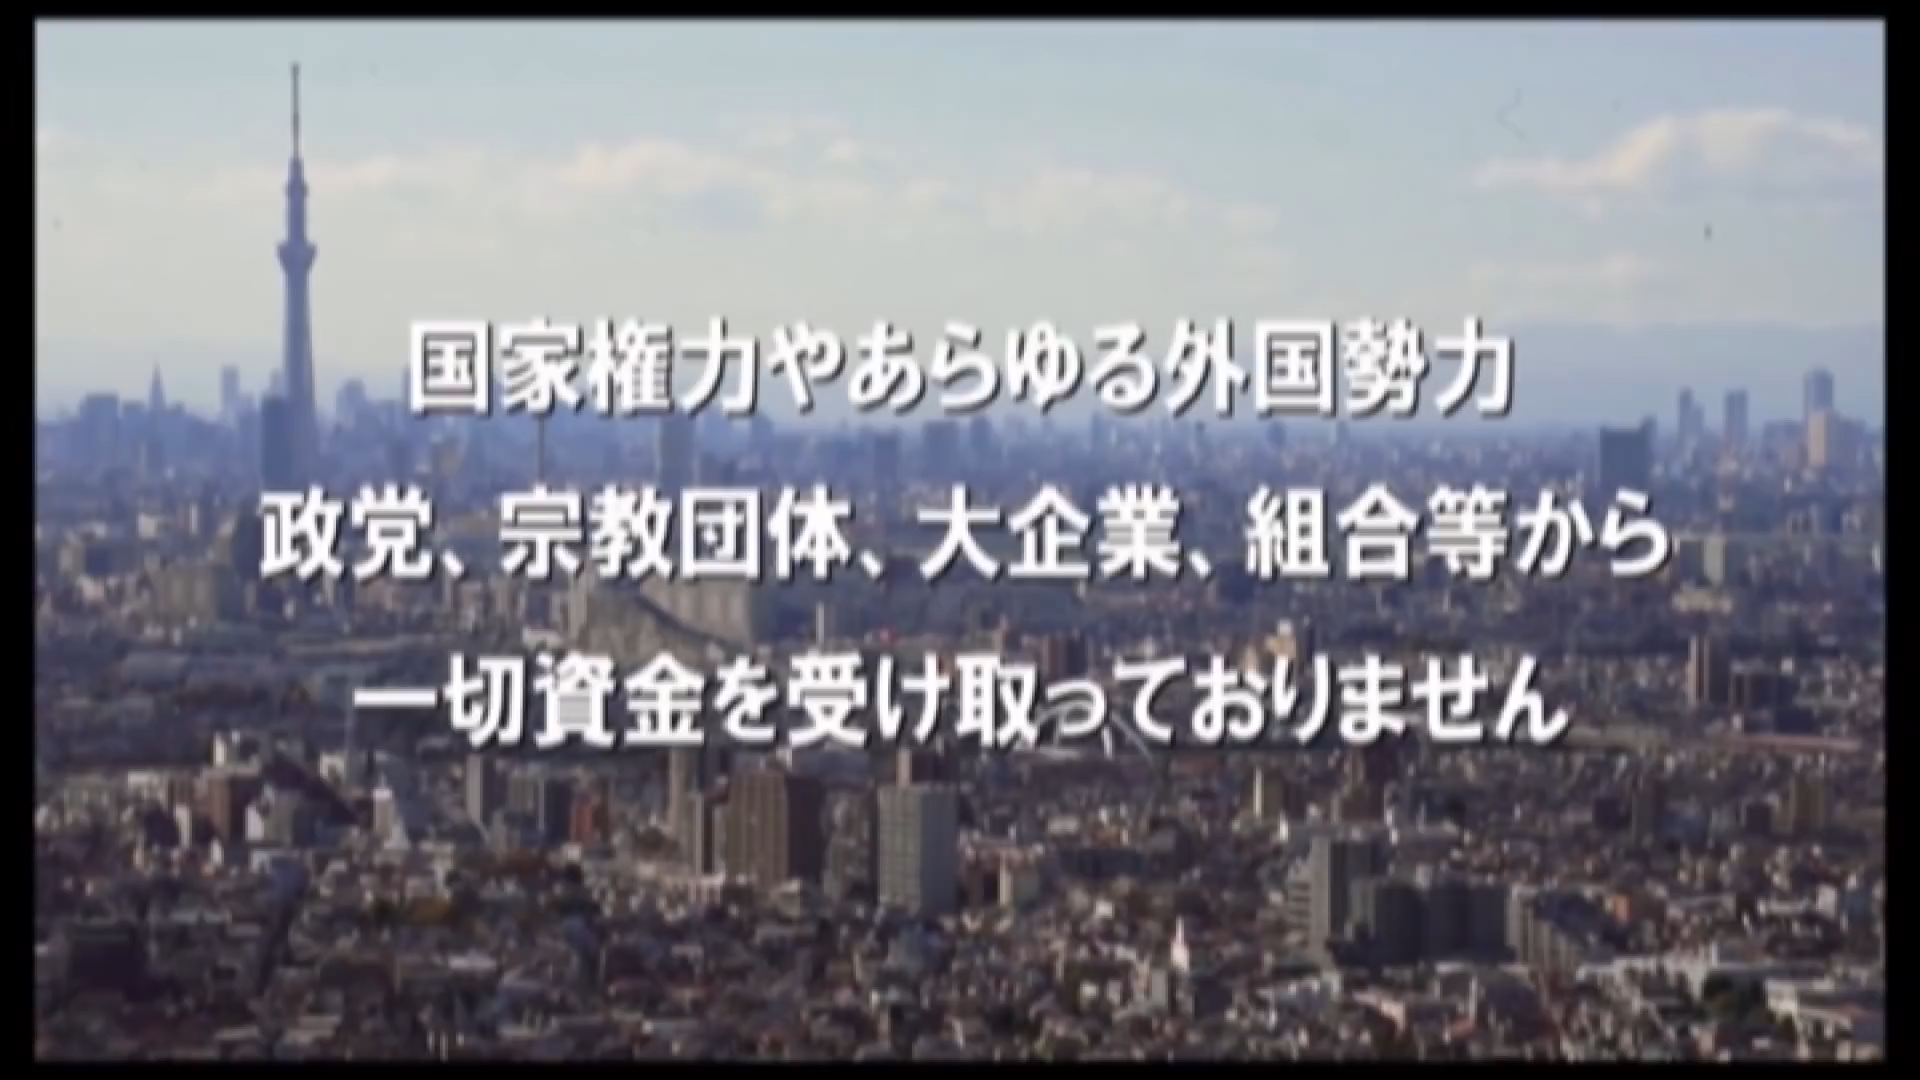 国家権力やあらゆる外国勢力
政党、宗教団体、大企業、組合等から
一切資金を受け取っておりません